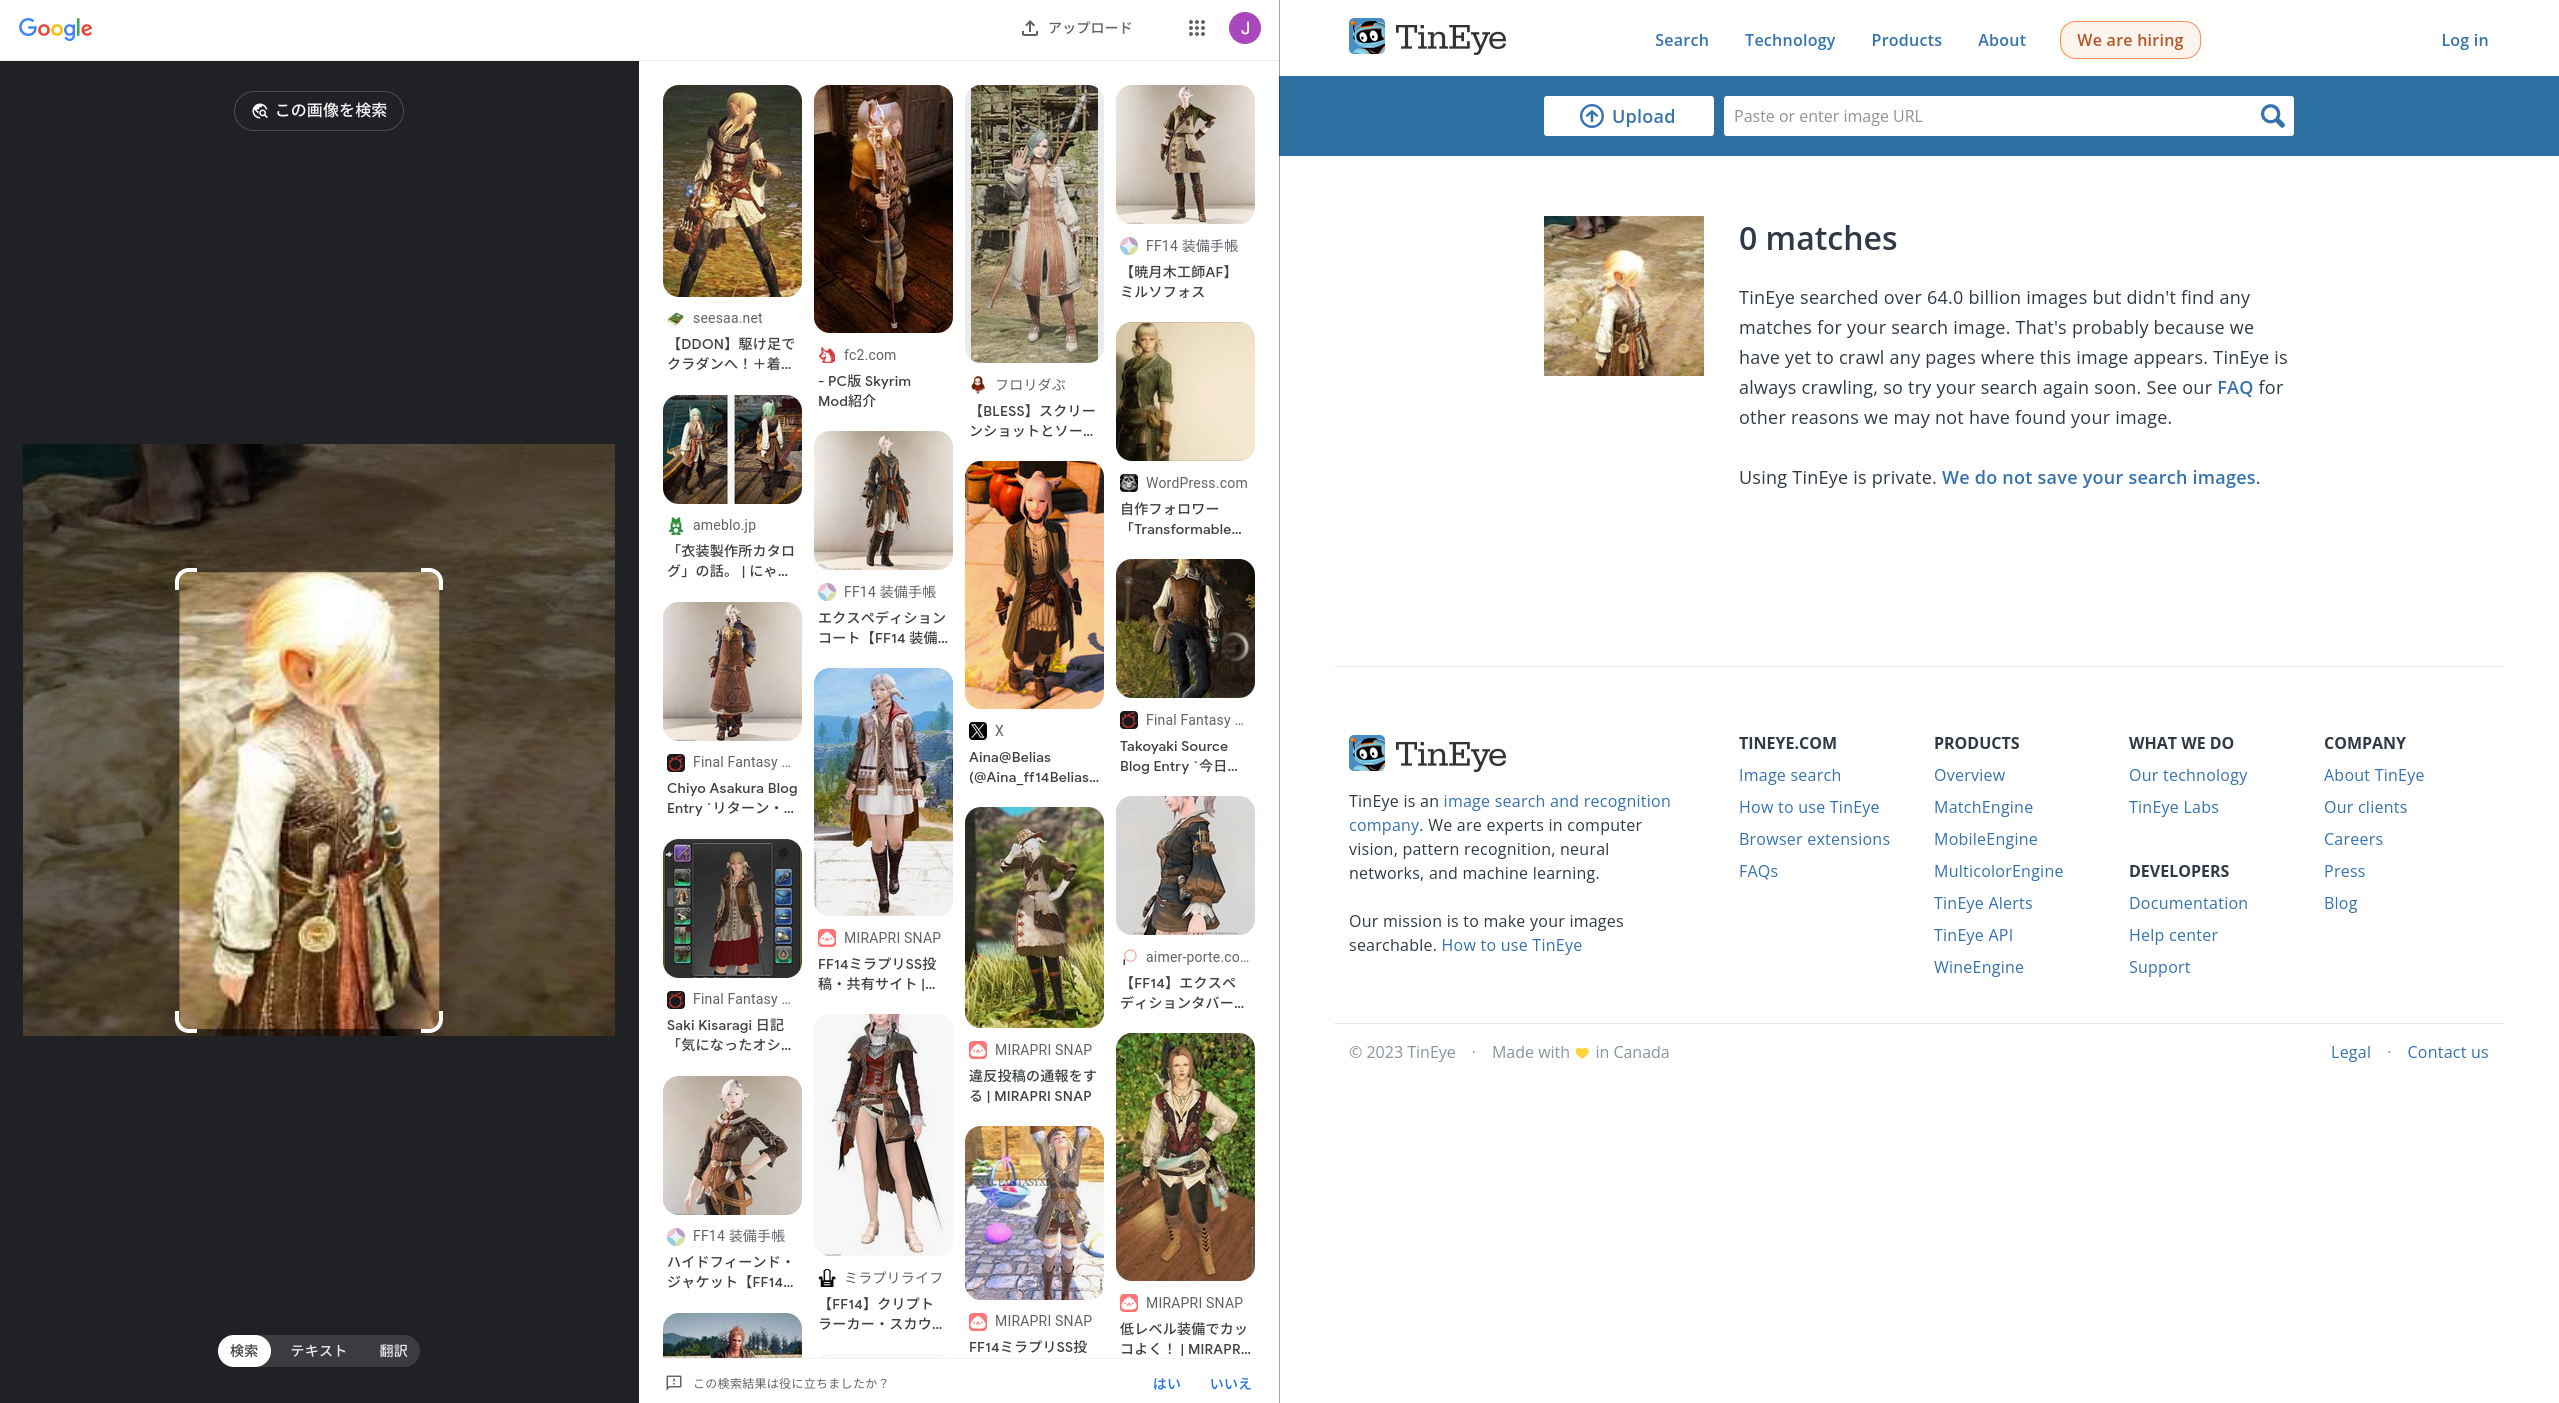 Google
アップロード
J
この画像を検索
検索
テキスト
翻訳
seesaa.net
【DDON】駆け足で
クラダンへ！＋着...
ameblo.jp
「衣装製作所カタロ
グ」の話。 | にゃ...
Final Fantasy ...
Chiyo Asakura Blog
Entry `リターン・...
Final Fantasy ...
Saki Kisaragi 日記
「気になったオシ...
FF14 装備手帳
ハイドフィーンド・
ジャケット【FF14...
fc2.com
- PC版 Skyrim
Mod紹介
FF14 装備手帳
エクスペディション
コート【FF14 装備...
MIRAPRI SNAP
FF14ミラプリSS投
稿・共有サイト |...
ミラプリライフ
【FF14】クリプト
ラーカー・スカウ...
フロリダぶ
【BLESS】スクリー
ンショットとソー...
X
Aina@Belias
(@Aina_ff14Belias...
MIRAPRI SNAP
違反投稿の通報をす
る | MIRAPRI SNAP
MIRAPRI SNAP
FF14ミラプリSS投
FF14 装備手帳
【暁月木工師AF】
ミルソフォス
WordPress.com
自作フォロワー
「Transformable...
Final Fantasy ...
Takoyaki Source
Blog Entry `今日...
aimer-porte.co...
【FF14】エクスペ
ディションタバー...
MIRAPRI SNAP
低レベル装備でカッ
コよく！ | MIRAPR...
この検索結果は役に立ちましたか？
はい
いいえ
TinEye
Search
Technology
Products
About
We are hiring
Log in
Upload
Paste or enter image URL
0 matches
TinEye searched over 64.0 billion images but didn't find any
matches for your search image. That's probably because we
have yet to crawl any pages where this image appears. TinEye is
always crawling, so try your search again soon. See our FAQ for
other reasons we may not have found your image.
Using TinEye is private. We do not save your search images.
TinEye
TinEye is an image search and recognition
company. We are experts in computer
vision, pattern recognition, neural
networks, and machine learning.
Our mission is to make your images
searchable. How to use TinEye
TINEYE.COM
Image search
How to use TinEye
Browser extensions
FAQs
PRODUCTS
Overview
MatchEngine
MobileEngine
MulticolorEngine
TinEye Alerts
TinEye API
WineEngine
WHAT WE DO
Our technology
TinEye Labs
DEVELOPERS
Documentation
Help center
Support
COMPANY
About TinEye
Our clients
Careers
Press
Blog
© 2023 TinEye · Made with in Canada
Legal · Contact us